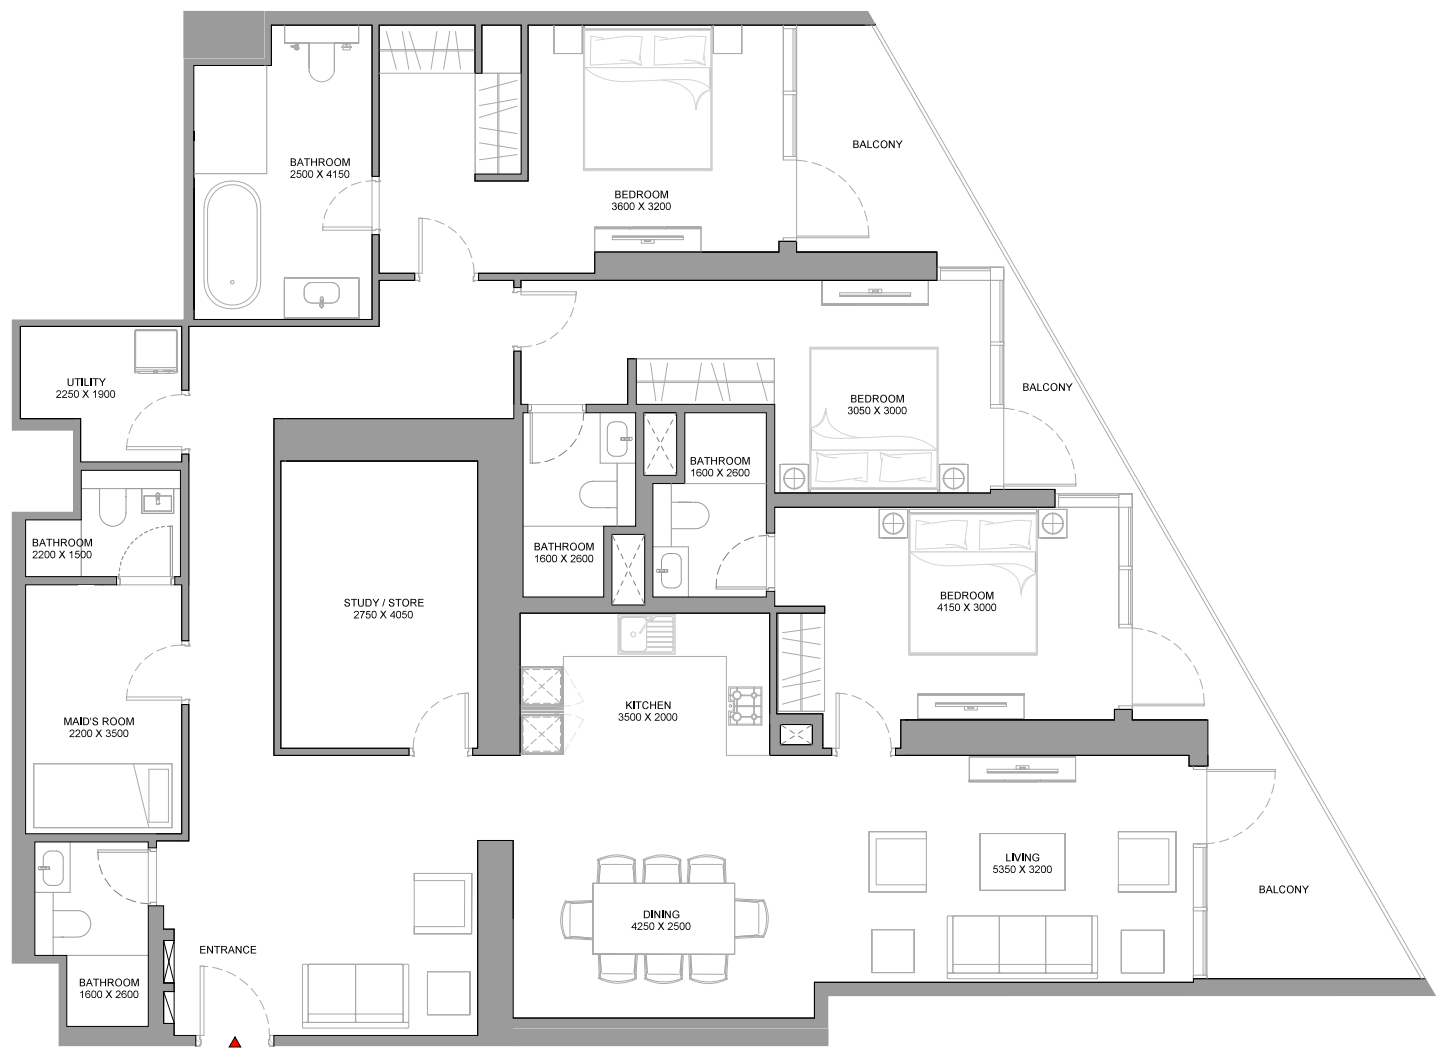 BATHROOM
2500 X 4150
BALCONY
BEDROOM
3600 X 3200
UTILITY
2250 X 1900
BEDROOM
3050 X 3000
BALCONY
BATHROOM
1600 X 2600
BATHROOM
2200 X 1500
BATHROOM
1600 X 2600
STUDY / STORE
2750 X 4050
BEDROOM
4150 X 3000
MAID'S ROOM
2200 X 3500
KITCHEN
3500 X 2000
LIVING
5350 X 3200
BALCONY
DINING
4250 X 2500
ENTRANCE
BATHROOM
1600 X 2600